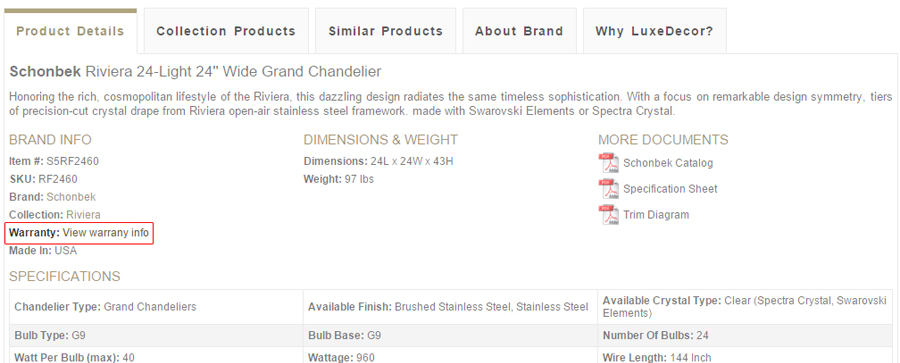 Product Details
Collection Products
Similar Products
About Brand
Why LuxeDecor?
Schonbek Riviera 24-Light 24" Wide Grand Chandelier
Honoring the rich, cosmopolitan lifestyle of the Riviera, this dazzling design radiates the same timeless sophistication. With a focus on remarkable design symmetry, tiers
of precision-cut crystal drape from Riviera open-air stainless steel framework. made with Swarovski Elements or Spectra Crystal.
BRAND INFO
Item #: S5RF2460
SKU: RF2460
Brand: Schonbek
Collection: Riviera
Warranty: View warrany info
Made In: USA
DIMENSIONS & WEIGHT
Dimensions: 24L x 24W x 43H
Weight: 97 lbs
MORE DOCUMENTS
PDF Schonbek Catalog
PDF Specification Sheet
PDF Trim Diagram
SPECIFICATIONS
Chandelier Type: Grand Chandeliers
Available Finish: Brushed Stainless Steel, Stainless Steel
Available Crystal Type: Clear (Spectra Crystal, Swarovski
Elements)
Bulb Type: G9
Bulb Base: G9
Number Of Bulbs: 24
Watt Per Bulb (max): 40
Wattage: 960
Wire Length: 144 Inch